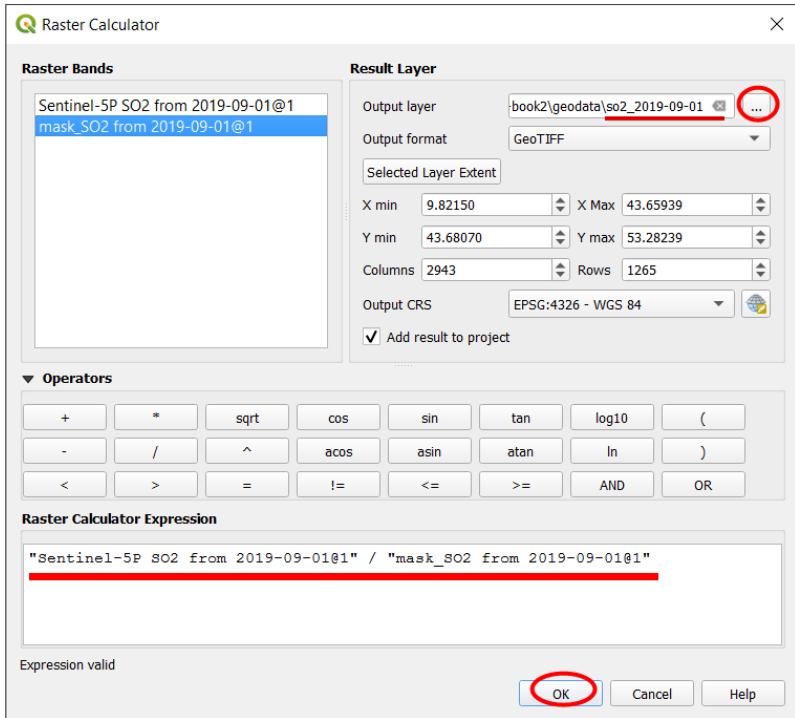 Raster Calculator
Raster Bands
Sentinel-5P SO2 from 2019-09-01@1
mask_SO2 from 2019-09-01@1
Result Layer
Output layer -book2\geodata\so2_2019-09-01 ...
Output format GeoTIFF
Selected Layer Extent
X min 9.82150 X Max 43.65939
Y min 43.68070 Y max 53.28239
Columns 2943 Rows 1265
Output CRS EPSG:4326 - WGS 84
Add result to project
Operators
+ * sqrt cos sin tan log10 (
- / ^ acos asin atan ln )
< > = != <= >= AND OR
Raster Calculator Expression
"Sentinel-5P SO2 from 2019-09-01@1" / "mask_SO2 from 2019-09-01@1"
Expression valid
OK Cancel Help